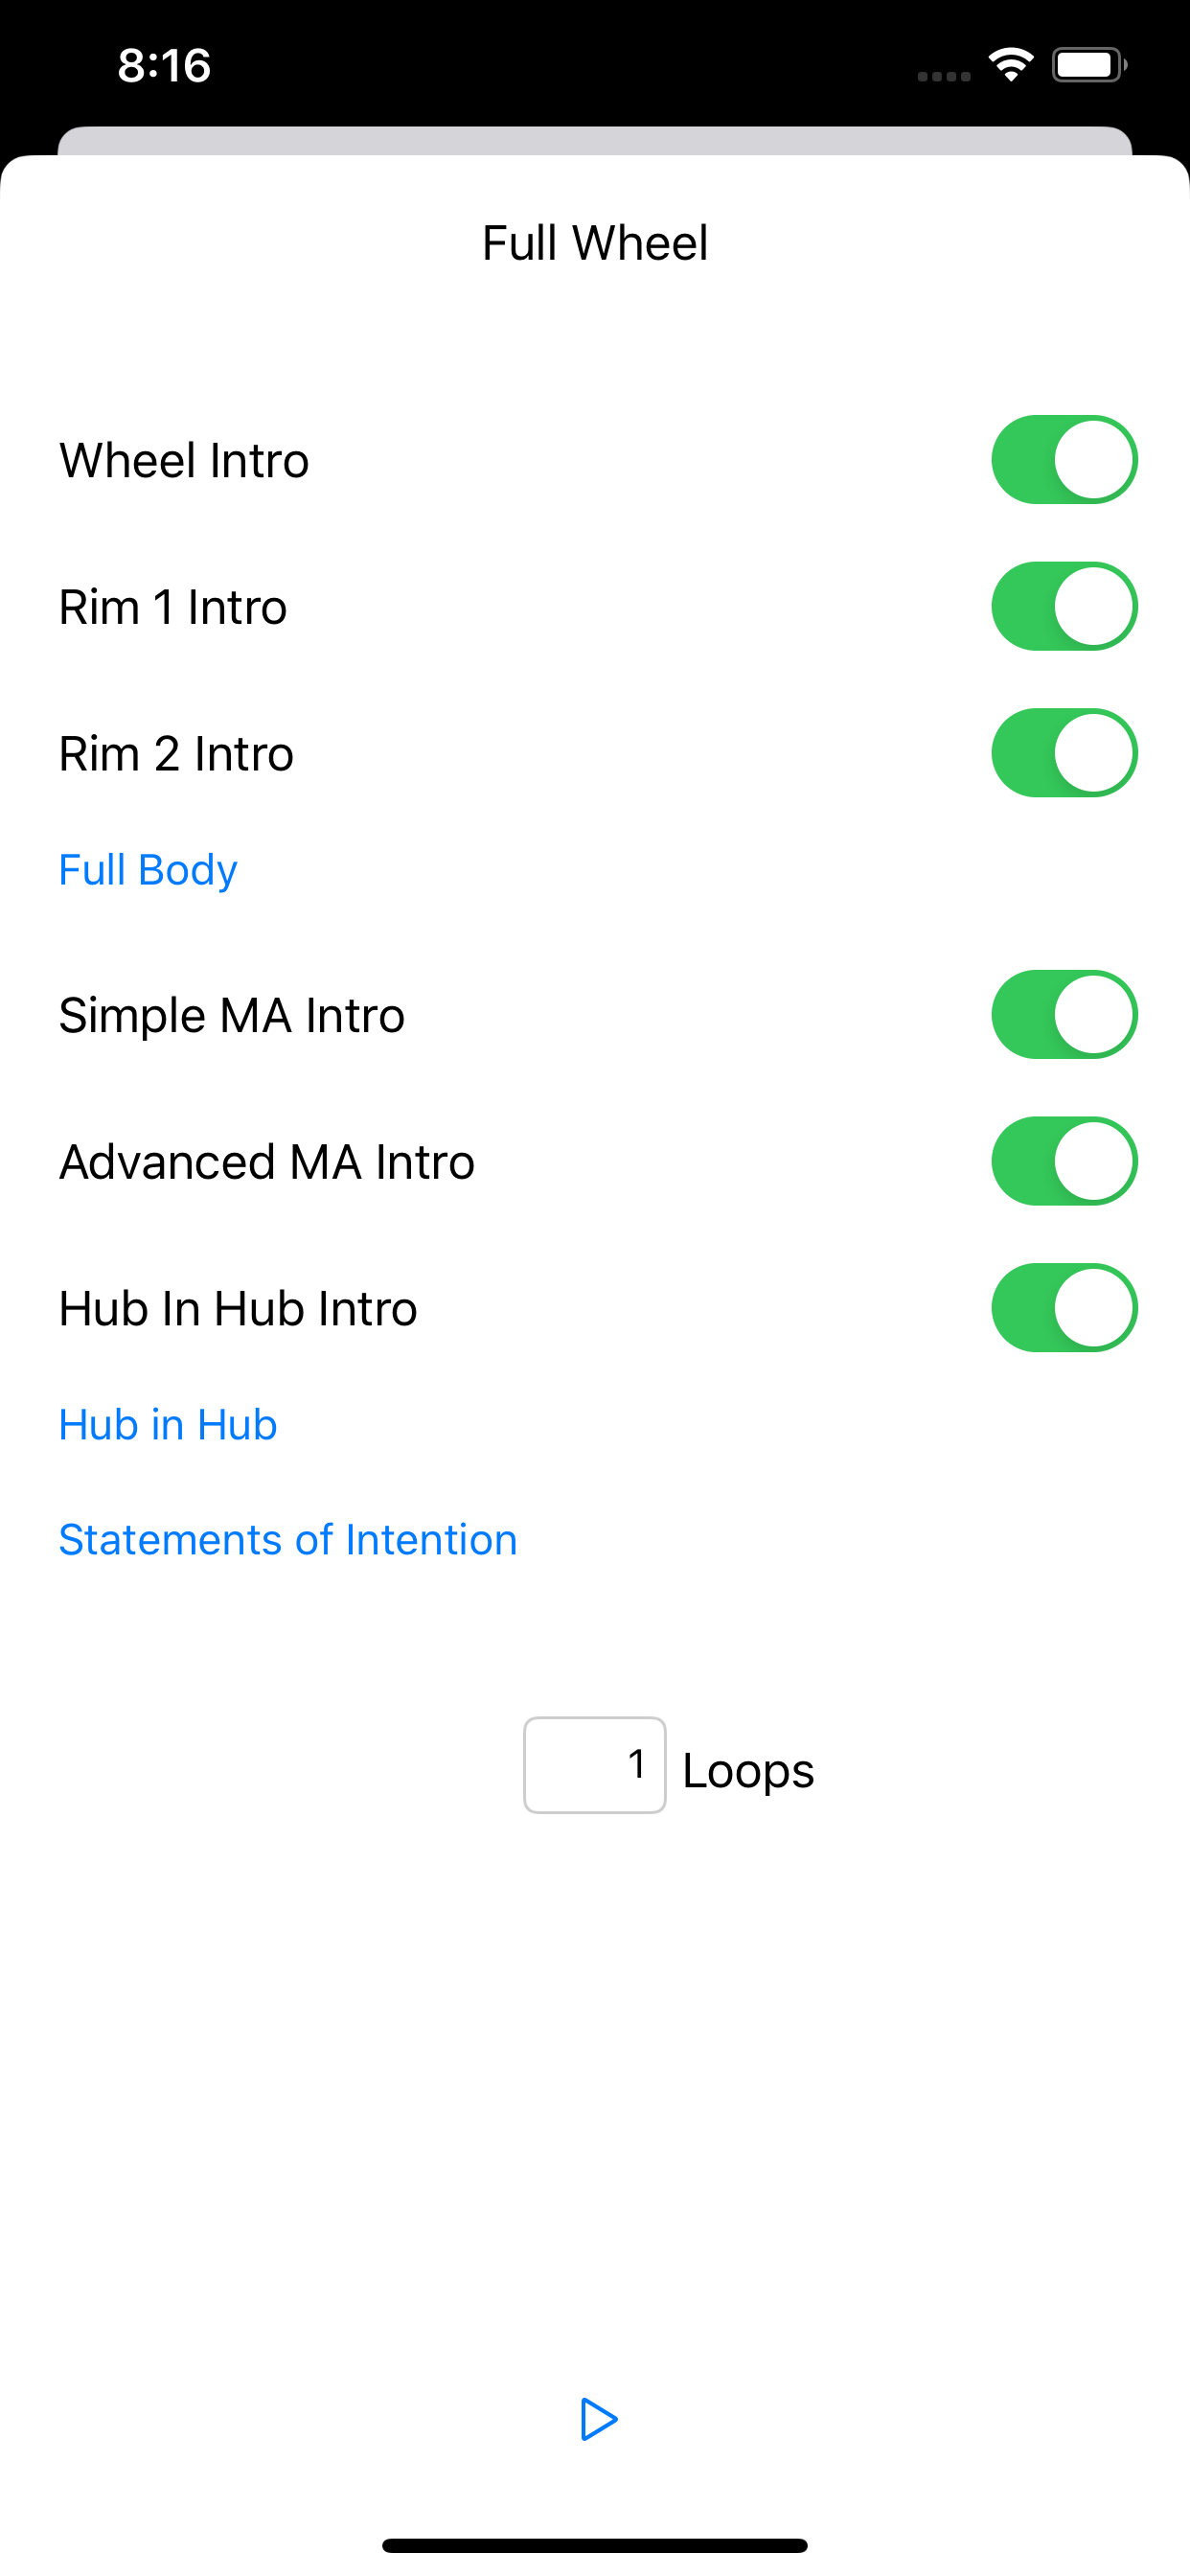 8:16
Full Wheel
Wheel Intro
Rim 1 Intro
Rim 2 Intro
Full Body
Simple MA Intro
Advanced MA Intro
Hub In Hub Intro
Hub in Hub
Statements of Intention
1 Loops